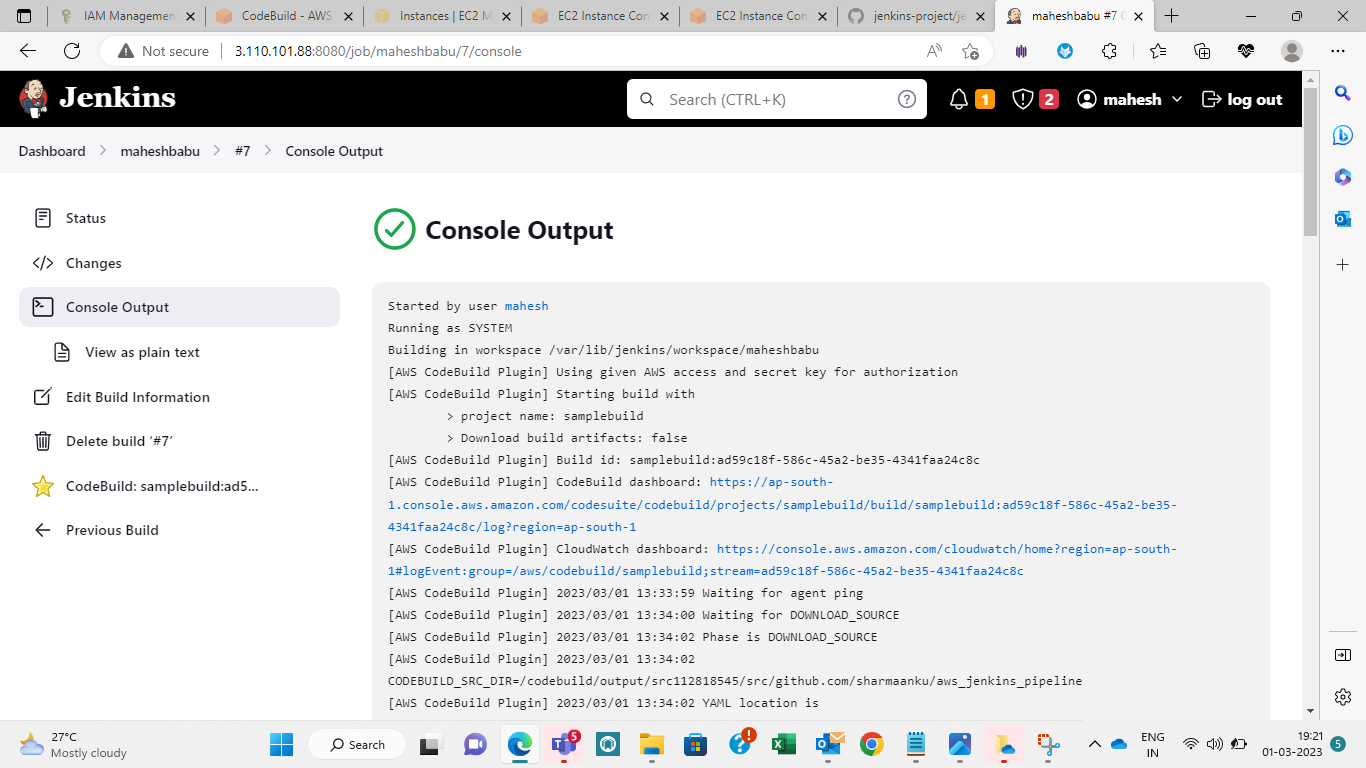 IAM Management
CodeBuild - AWS
Instances | EC2 M
EC2 Instance Con
EC2 Instance Con
jenkins-project/je
maheshbabu #7 C
Not secure
3.110.101.88:8080/job/maheshbabu/7/console
Jenkins
Search (CTRL+K)
1
2
mahesh
log out
Dashboard
maheshbabu
#7
Console Output
Status
Changes
Console Output
View as plain text
Edit Build Information
Delete build ‘#7’
CodeBuild: samplebuild:ad5...
Previous Build
Console Output
Started by user mahesh
Running as SYSTEM
Building in workspace /var/lib/jenkins/workspace/maheshbabu
[AWS CodeBuild Plugin] Using given AWS access and secret key for authorization
[AWS CodeBuild Plugin] Starting build with
> project name: samplebuild
> Download build artifacts: false
[AWS CodeBuild Plugin] Build id: samplebuild:ad59c18f-586c-45a2-be35-4341faa24c8c
[AWS CodeBuild Plugin] CodeBuild dashboard: https://ap-south-
1.console.aws.amazon.com/codesuite/codebuild/projects/samplebuild/build/samplebuild:ad59c18f-586c-45a2-be35-
4341faa24c8c/log?region=ap-south-1
[AWS CodeBuild Plugin] CloudWatch dashboard: https://console.aws.amazon.com/cloudwatch/home?region=ap-south-
1#logEvent:group=/aws/codebuild/samplebuild;stream=ad59c18f-586c-45a2-be35-4341faa24c8c
[AWS CodeBuild Plugin] 2023/03/01 13:33:59 Waiting for agent ping
[AWS CodeBuild Plugin] 2023/03/01 13:34:00 Waiting for DOWNLOAD_SOURCE
[AWS CodeBuild Plugin] 2023/03/01 13:34:02 Phase is DOWNLOAD_SOURCE
[AWS CodeBuild Plugin] 2023/03/01 13:34:02
CODEBUILD_SRC_DIR=/codebuild/output/src112818545/src/github.com/sharmaanku/aws_jenkins_pipeline
[AWS CodeBuild Plugin] 2023/03/01 13:34:02 YAML location is
27°C
Mostly cloudy
Search
5
ENG
IN
19:21
01-03-2023
5